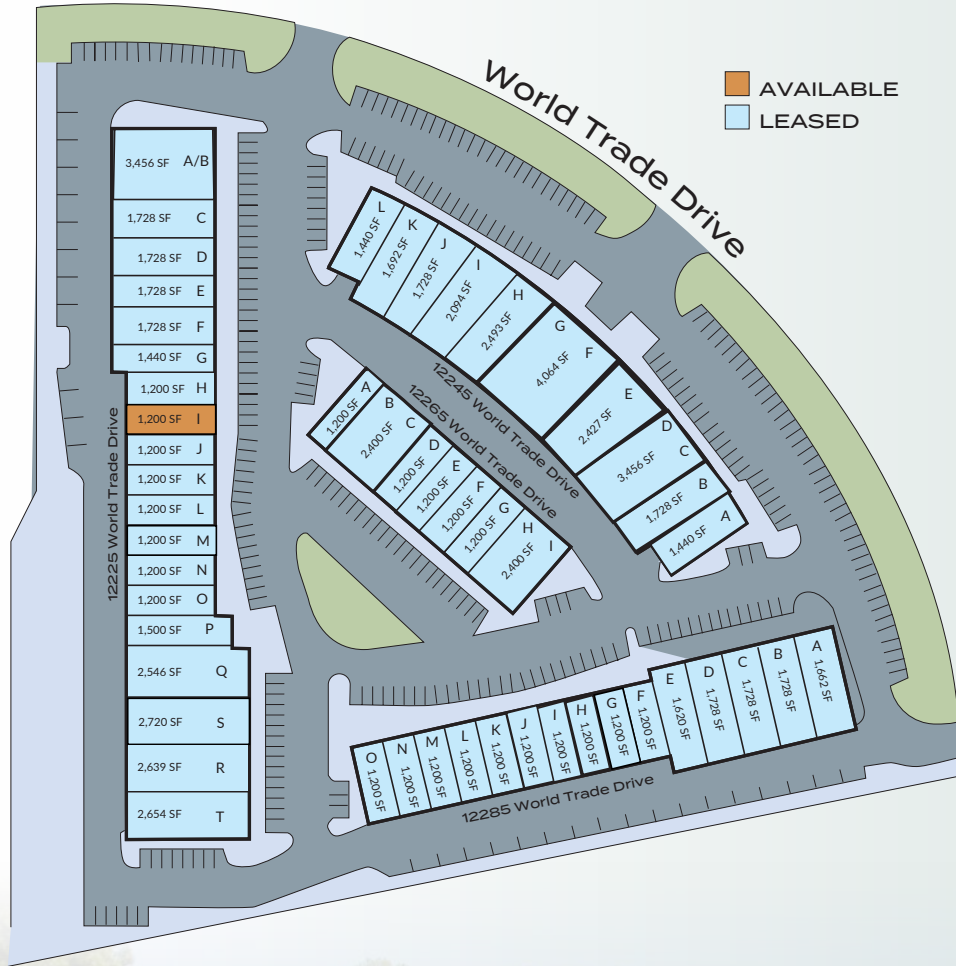 World Trade Drive
AVAILABLE
LEASED
3,456 SF A/B
1,728 SF C
1,728 SF D
1,728 SF E
1,728 SF F
1,440 SF G
1,200 SF H
1,200 SF I
1,200 SF J
1,200 SF K
1,200 SF L
1,200 SF M
1,200 SF N
1,200 SF O
1,500 SF P
2,546 SF Q
2,720 SF S
2,639 SF R
2,654 SF T
12225 World Trade Drive
L 1,440 SF
K 1,692 SF
J 1,728 SF
I 2,094 SF
H 2,493 SF
G F 4,064 SF
E 2,427 SF
D C 3,456 SF
B 1,728 SF
A 1,440 SF
12245 World Trade Drive
12265 World Trade Drive
A 1,200 SF
B C 2,400 SF
D 1,200 SF
E 1,200 SF
F 1,200 SF
G 1,200 SF
H I 2,400 SF
O 1,200 SF
N 1,200 SF
M 1,200 SF
L 1,200 SF
K 1,200 SF
J 1,200 SF
I 1,200 SF
H 1,200 SF
G 1,200 SF
F 1,200 SF
E 1,620 SF
D 1,728 SF
C 1,728 SF
B 1,728 SF
A 1,662 SF
12285 World Trade Drive